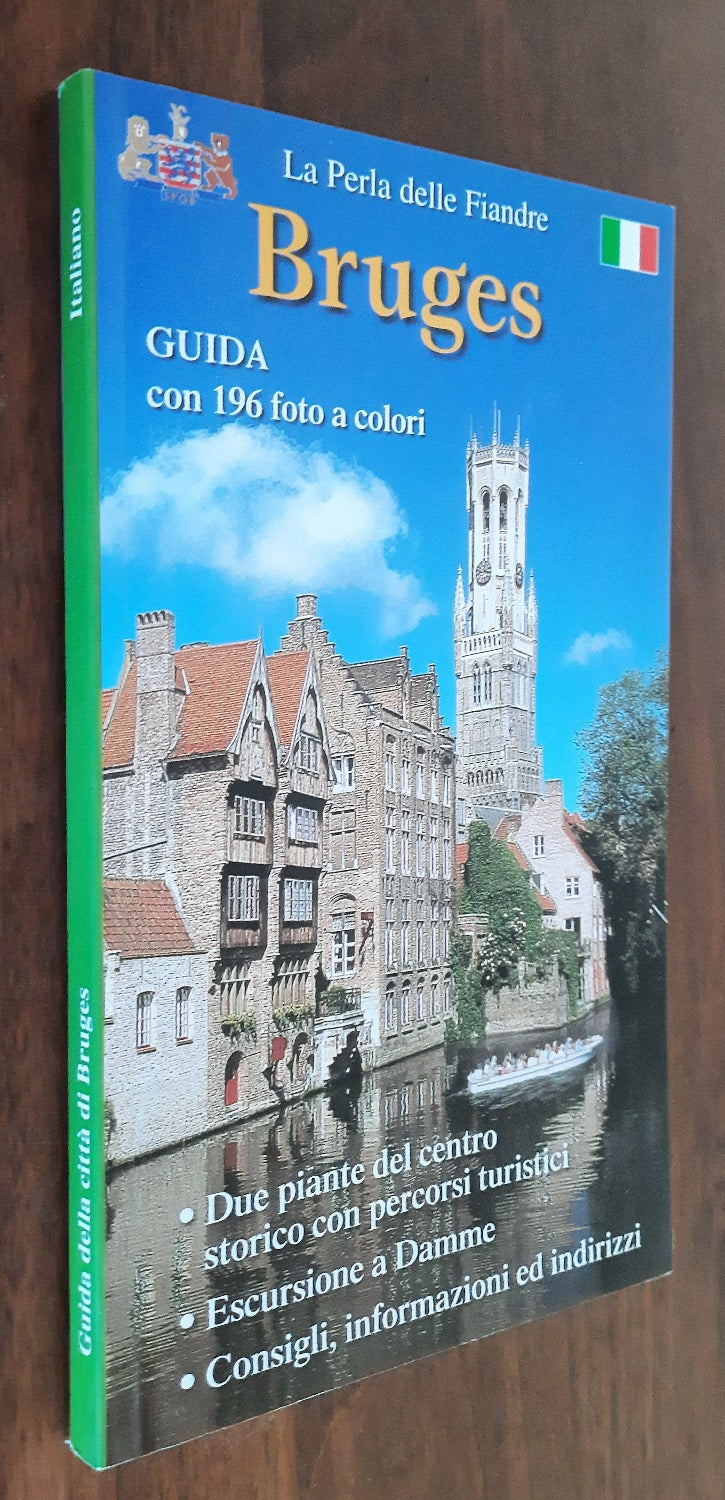 La Perla delle Fiandre
Bruges
GUIDA
con 196 foto a colori
• Due piante del centro
storico con percorsi turistici
• Escursione a Damme
• Consigli, informazioni ed indirizzi
Italiano
Guida della città di Bruges